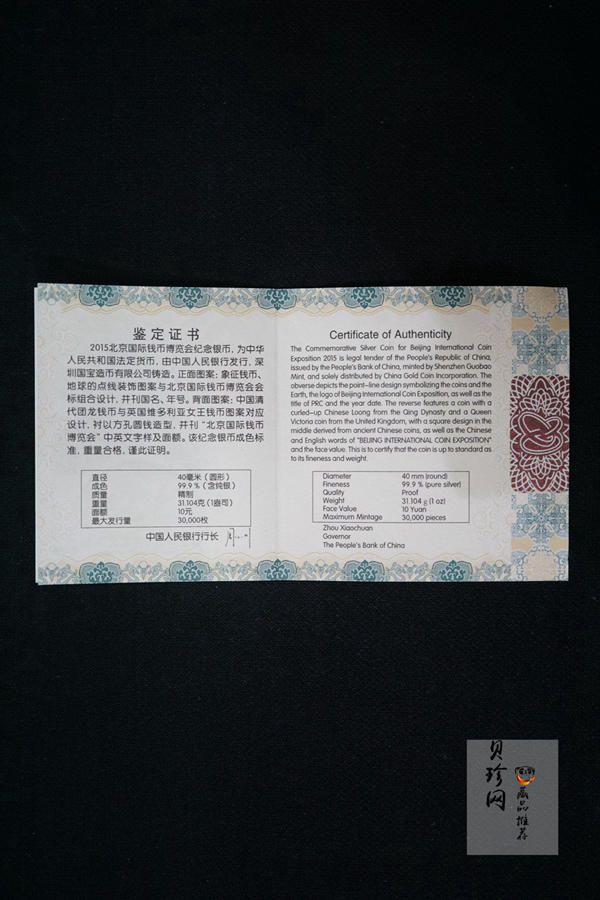 鉴定证书
2015北京国际钱币博览会纪念银币，为中华
人民共和国法定货币，由中国人民银行发行，深
圳国宝造币有限公司铸造。正面图案：象征钱币、
地球的点线装饰图案与北京国际钱币博览会会
标组合设计，并刊国名、年号。背面图案：中国清
代团龙钱币与英国维多利亚女王钱币图案对应
设计，衬以方孔圆钱造型，并刊“北京国际钱币
博览会”中英文字样及面额。该纪念银币成色标
准，重量合格，谨此证明。
直径 40毫米（圆形）
成色 99.9%（含纯银）
质量 精制
重量 31.104克（1盎司）
面额 10元
最大发行量 30,000枚
中国人民银行行长
Certificate of Authenticity
The Commemorative Silver Coin for Beijing International Coin
Exposition 2015 is legal tender of the People's Republic of China,
issued by the People's Bank of China, minted by Shenzhen Guobao
Mint, and solely distributed by China Gold Coin Incorporation. The
obverse depicts the point-line design symbolizing the coins and the
Earth, the logo of Beijing International Coin Exposition, as well as the
title of PRC and the year date. The reverse features a coin with a
curled-up Chinese Loong from the Qing Dynasty and a Queen
Victoria coin from the United Kingdom, with a square design in the
middle derived from ancient Chinese coins, as well as the Chinese
and English words of "BEIJING INTERNATIONAL COIN EXPOSITION"
and the face value. This is to certify that the coin is up to standard as
to its fineness and weight.
Diameter 40 mm (round)
Fineness 99.9 % (pure silver)
Quality Proof
Weight 31.104 g (1 oz)
Face Value 10 Yuan
Maximum Mintage 30,000 pieces
Zhou Xiaochuan
Governor
The People's Bank of China
贝珍网
藏品推荐